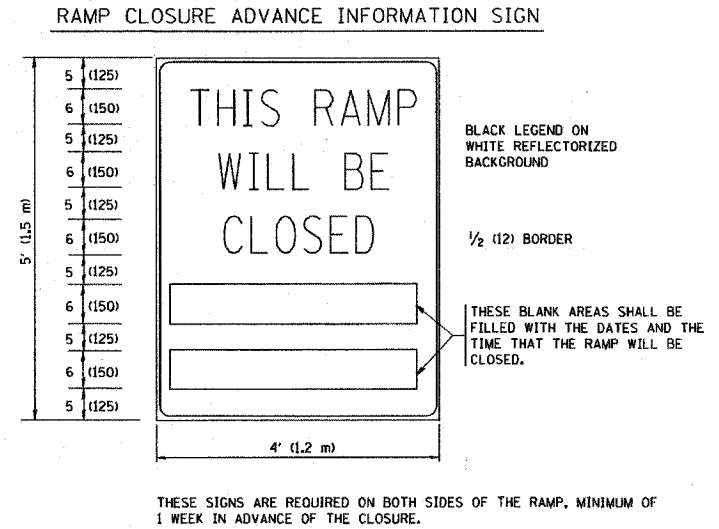 RAMP CLOSURE ADVANCE INFORMATION SIGN
5 (125)
6 (150)
5 (125)
6 (150)
5 (125)
6 (150)
5 (125)
6 (150)
5 (125)
6 (150)
5 (125)
5' (1.5 m)
THIS RAMP
WILL BE
CLOSED
BLACK LEGEND ON
WHITE REFLECTORIZED
BACKGROUND
1/2 (12) BORDER
THESE BLANK AREAS SHALL BE
FILLED WITH THE DATES AND THE
TIME THAT THE RAMP WILL BE
CLOSED.
4' (1.2 m)
THESE SIGNS ARE REQUIRED ON BOTH SIDES OF THE RAMP, MINIMUM OF
1 WEEK IN ADVANCE OF THE CLOSURE.